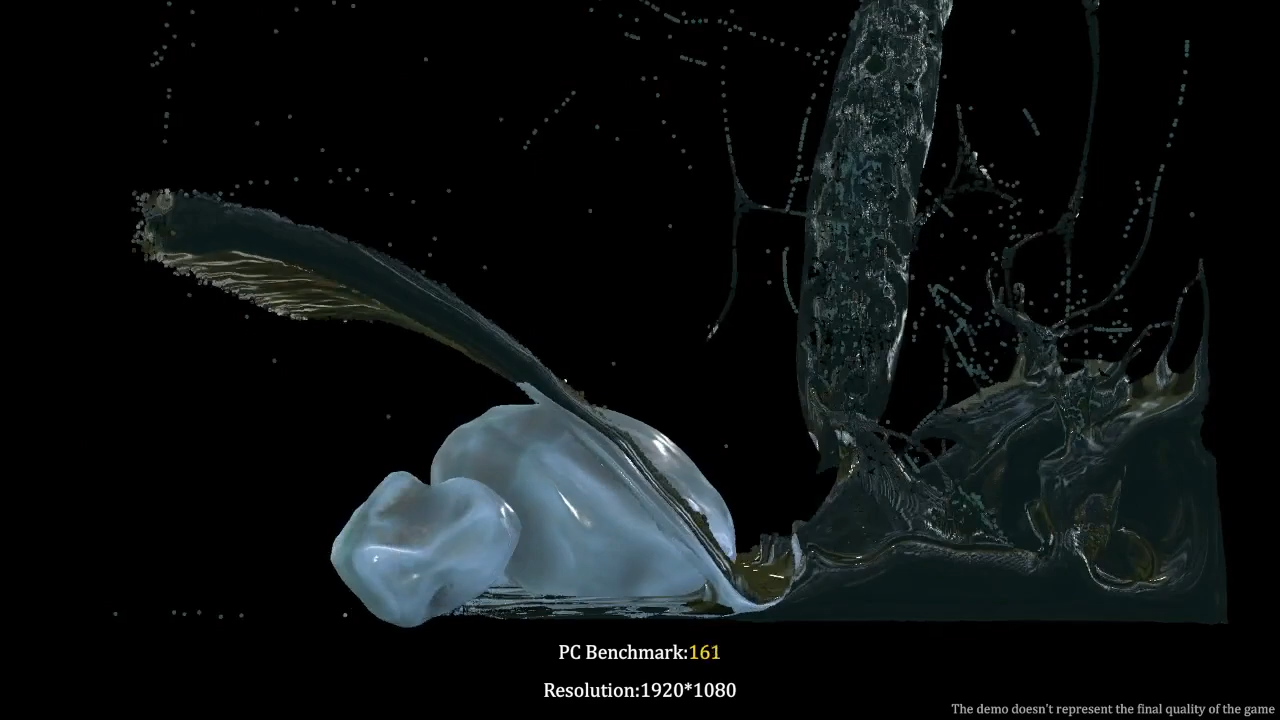 PC Benchmark:161
Resolution:1920*1080
The demo doesn't represent the final quality of the game